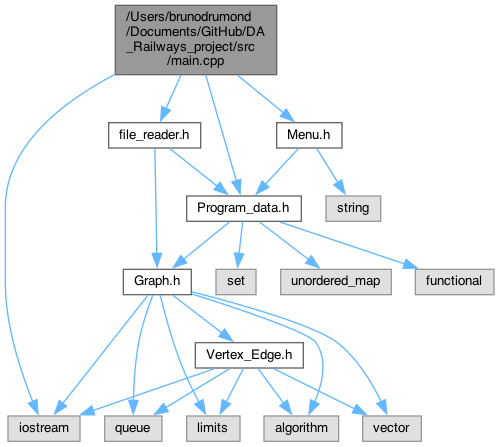 /Users/brunodrumond
/Documents/GitHub/DA
_Railways_project/src
/main.cpp
file_reader.h
Menu.h
Program_data.h
string
Graph.h
set
unordered_map
functional
Vertex_Edge.h
iostream
queue
limits
algorithm
vector